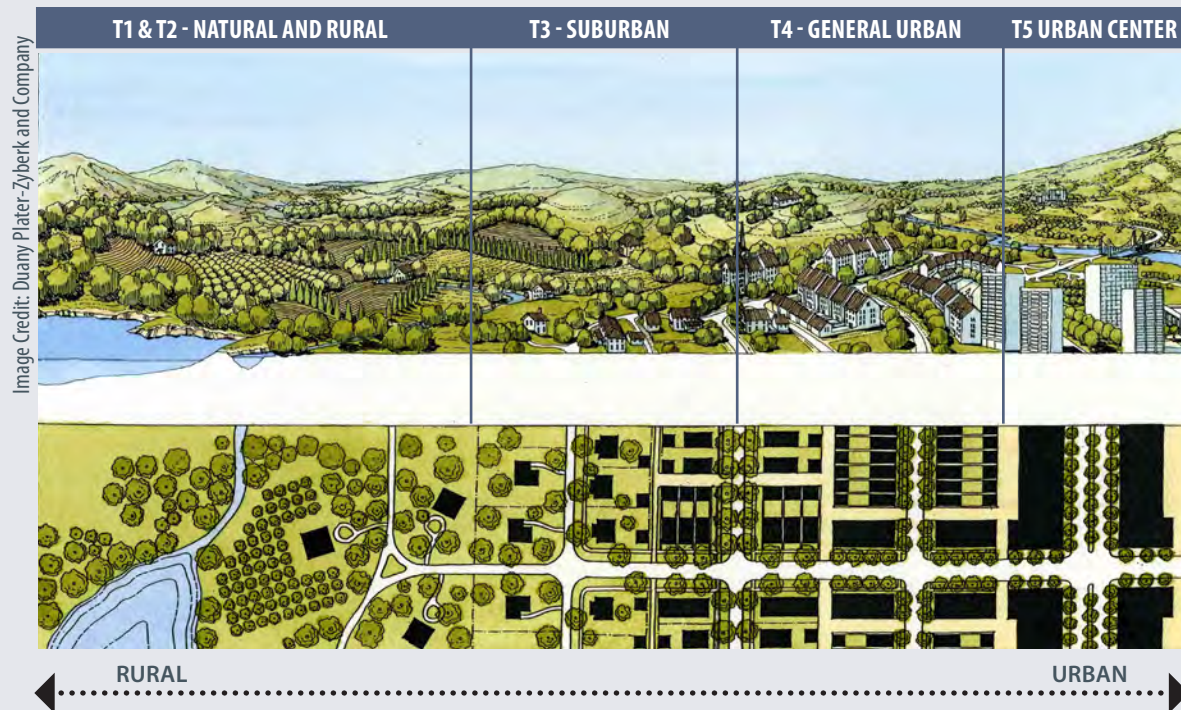 T1 & T2 - NATURAL AND RURAL
T3 - SUBURBAN
T4 - GENERAL URBAN
T5 URBAN CENTER
Image Credit: Duany Plater-Zyberk and Company
RURAL
URBAN